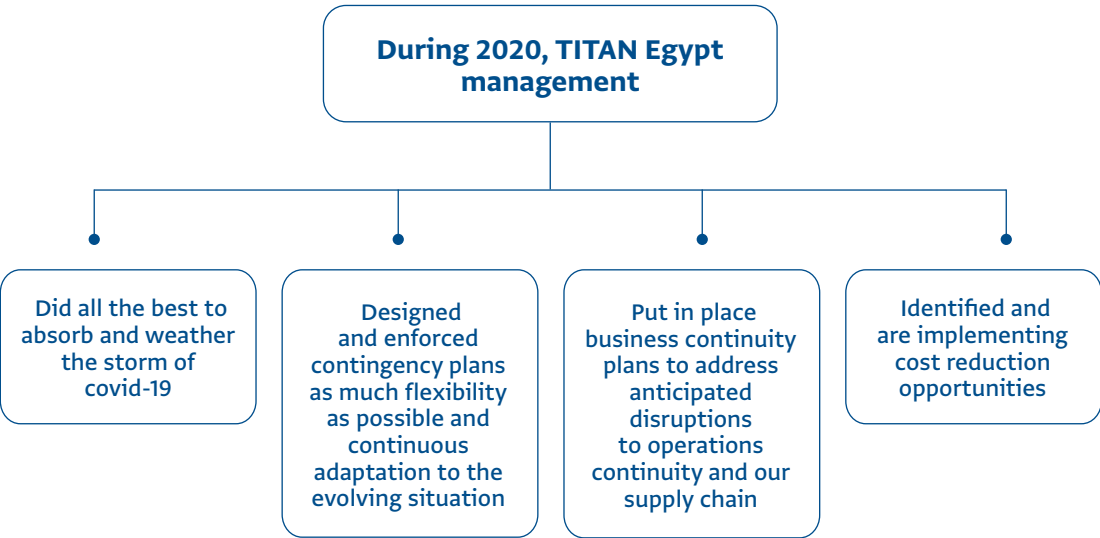 During 2020, TITAN Egypt
management
Did all the best to
absorb and weather
the storm of
covid-19
Designed
and enforced
contingency plans
as much flexibility
as possible and
continuous
adaptation to the
evolving situation
Put in place
business continuity
plans to address
anticipated
disruptions
to operations
continuity and our
supply chain
Identified and
are implementing
cost reduction
opportunities